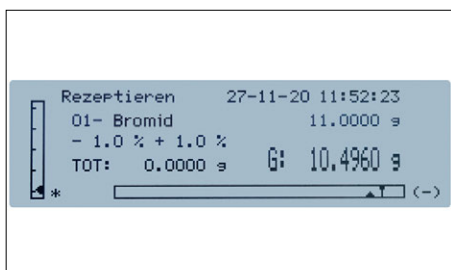 Rezeptieren 27-11-20 11:52:23
01- Bromid 11.0000 g
- 1.0 % + 1.0 %
TOT: 0.0000 g G: 10.4960 g
* (-)